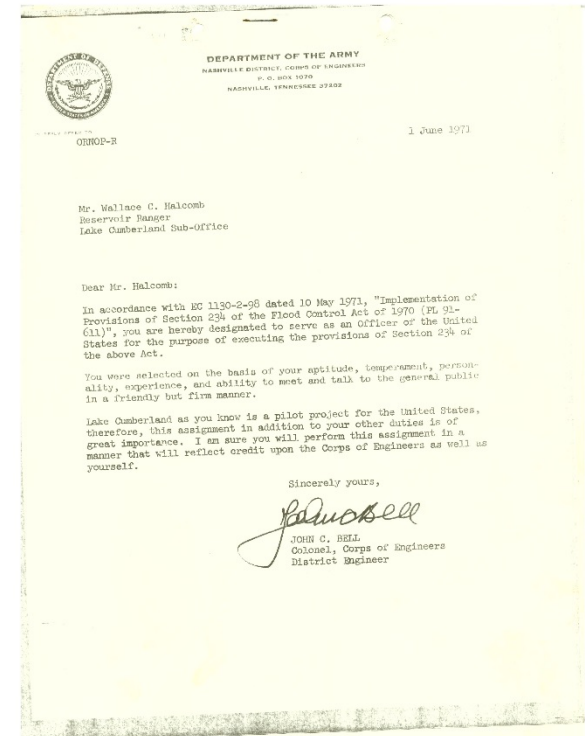 DEPARTMENT OF THE ARMY
NASHVILLE DISTRICT, CORPS OF ENGINEERS
P. O. BOX 1070
NASHVILLE, TENNESSEE 37202
ORNOP-R
1 June 1971
Mr. Wallace C. Halcomb
Reservoir Ranger
Lake Cumberland Sub-Office
Dear Mr. Halcomb:
In accordance with EC 1130-2-98 dated 10 May 1971, "Implementation of
Provisions of Section 234 of the Flood Control Act of 1970 (PL 91-
611)", you are hereby designated to serve as an Officer of the United
States for the purpose of executing the provisions of Section 234 of
the above Act.
You were selected on the basis of your aptitude, temperament, person-
ality, experience, and ability to meet and talk to the general public
in a friendly but firm manner.
Lake Cumberland as you know is a pilot project for the United States,
therefore, this assignment in addition to your other duties is of
great importance. I am sure you will perform this assignment in a
manner that will reflect credit upon the Corps of Engineers as well as
yourself.
Sincerely yours,
JOHN C. BELL
Colonel, Corps of Engineers
District Engineer